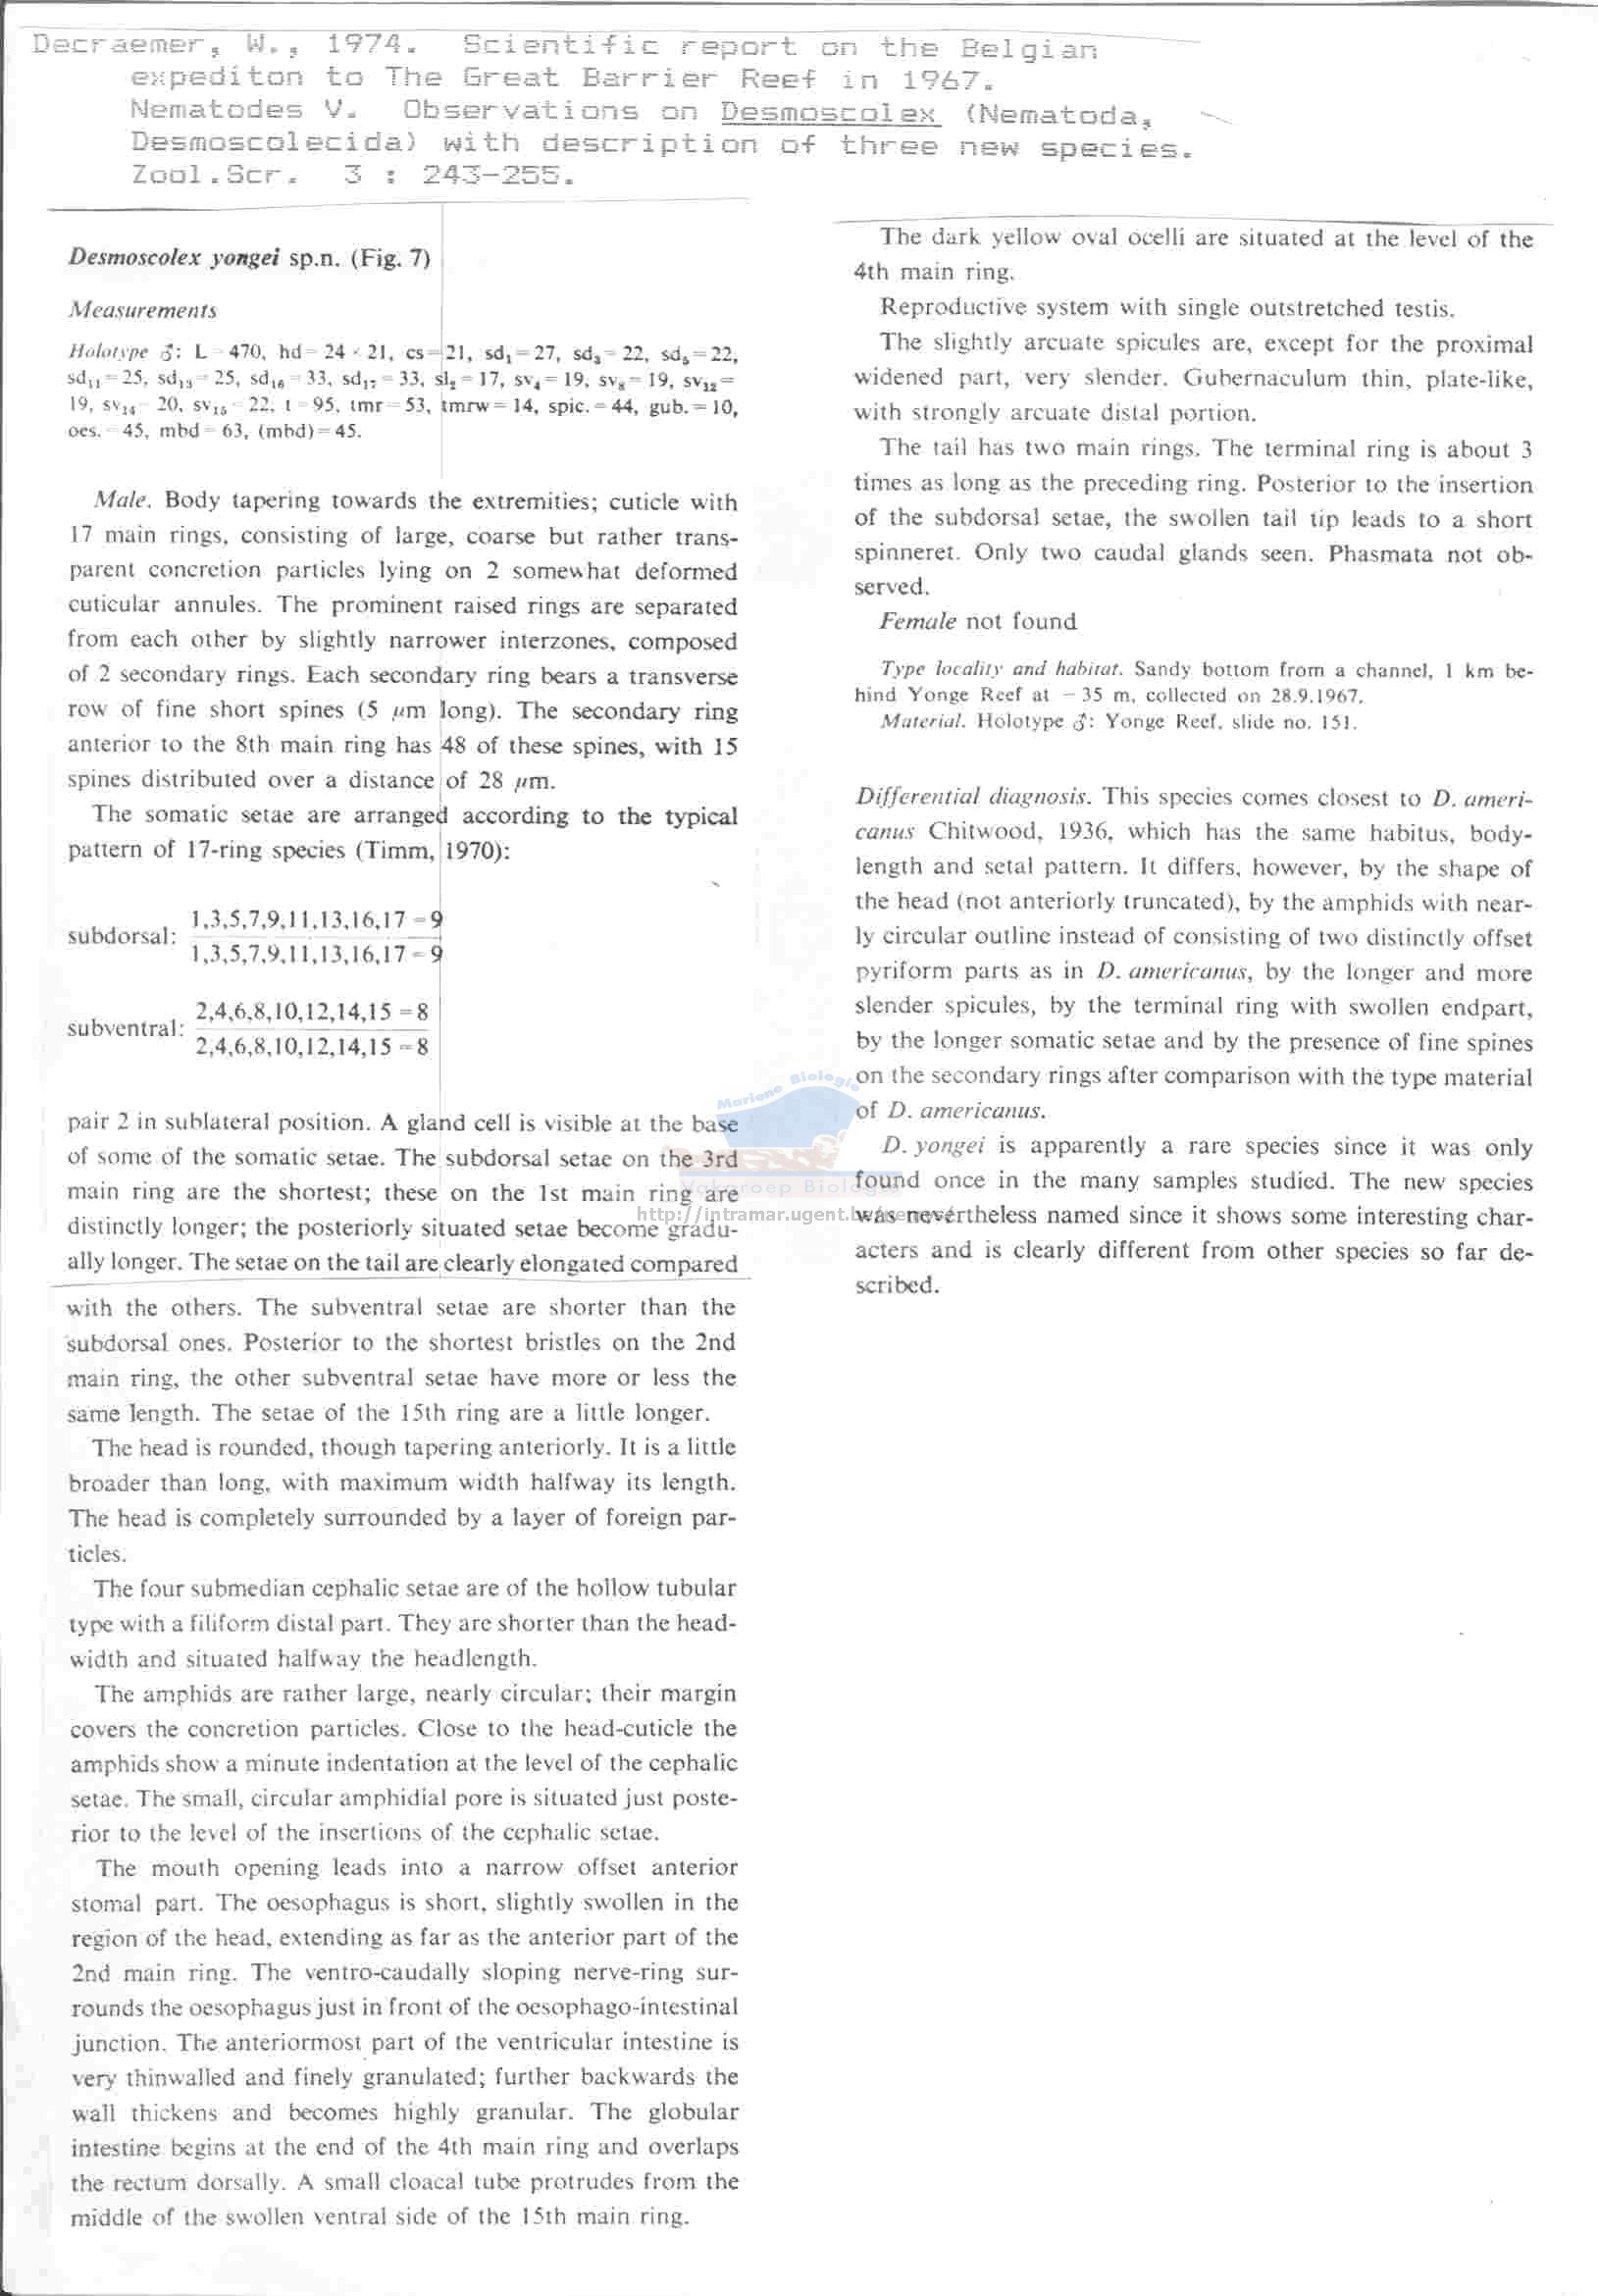 Decraemer, W., 1974. Scientific report on the Belgian
expediton to The Great Barrier Reef in 1967.
Nematodes V. Observations on Desmoscolex (Nematoda,
Desmoscolecida) with description of three new species.
Zool.Scr. 3 : 243-255.
Desmoscolex yongei sp.n. (Fig. 7)
Measurements
Holotype ♂: L = 470, hd = 24 × 21, cs = 21, sd₁ = 27, sd₃ = 22, sd₅ = 22,
sd₁₁ = 25, sd₁₃ = 25, sd₁₆ = 33, sd₁₇ = 33, sl₂ = 17, sv₄ = 19, sv₈ = 19, sv₁₂ =
19, sv₁₄ = 20, sv₁₅ = 22, t = 95, tmr = 53, tmrw = 14, spic. = 44, gub. = 10,
oes. = 45, mbd = 63, (mbd) = 45.
Male. Body tapering towards the extremities; cuticle with
17 main rings, consisting of large, coarse but rather trans-
parent concretion particles lying on 2 somewhat deformed
cuticular annules. The prominent raised rings are separated
from each other by slightly narrower interzones, composed
of 2 secondary rings. Each secondary ring bears a transverse
row of fine short spines (5 μm long). The secondary ring
anterior to the 8th main ring has 48 of these spines, with 15
spines distributed over a distance of 28 μm.
The somatic setae are arranged according to the typical
pattern of 17-ring species (Timm, 1970):
1,3,5,7,9,11,13,16,17 = 9
subdorsal:
1,3,5,7,9,11,13,16,17 = 9
2,4,6,8,10,12,14,15 = 8
subventral:
2,4,6,8,10,12,14,15 = 8
pair 2 in sublateral position. A gland cell is visible at the base
of some of the somatic setae. The subdorsal setae on the 3rd
main ring are the shortest; these on the 1st main ring are
distinctly longer; the posteriorly situated setae become gradu-
ally longer. The setae on the tail are clearly elongated compared
with the others. The subventral setae are shorter than the
subdorsal ones. Posterior to the shortest bristles on the 2nd
main ring, the other subventral setae have more or less the
same length. The setae of the 15th ring are a little longer.
The head is rounded, though tapering anteriorly. It is a little
broader than long, with maximum width halfway its length.
The head is completely surrounded by a layer of foreign par-
ticles.
The four submedian cephalic setae are of the hollow tubular
type with a filiform distal part. They are shorter than the head-
width and situated halfway the headlength.
The amphids are rather large, nearly circular; their margin
covers the concretion particles. Close to the head-cuticle the
amphids show a minute indentation at the level of the cephalic
setae. The small, circular amphidial pore is situated just poste-
rior to the level of the insertions of the cephalic setae.
The mouth opening leads into a narrow offset anterior
stomal part. The oesophagus is short, slightly swollen in the
region of the head, extending as far as the anterior part of the
2nd main ring. The ventro-caudally sloping nerve-ring sur-
rounds the oesophagus just in front of the oesophago-intestinal
junction. The anteriormost part of the ventricular intestine is
very thinwalled and finely granulated; further backwards the
wall thickens and becomes highly granular. The globular
intestine begins at the end of the 4th main ring and overlaps
the rectum dorsally. A small cloacal tube protrudes from the
middle of the swollen ventral side of the 15th main ring.
The dark yellow oval ocelli are situated at the level of the
4th main ring.
Reproductive system with single outstretched testis.
The slightly arcuate spicules are, except for the proximal
widened part, very slender. Gubernaculum thin, plate-like,
with strongly arcuate distal portion.
The tail has two main rings. The terminal ring is about 3
times as long as the preceding ring. Posterior to the insertion
of the subdorsal setae, the swollen tail tip leads to a short
spinneret. Only two caudal glands seen. Phasmata not ob-
served.
Female not found
Type locality and habitat. Sandy bottom from a channel, 1 km be-
hind Yonge Reef at − 35 m, collected on 28.9.1967.
Material. Holotype ♂: Yonge Reef, slide no. 151.
Differential diagnosis. This species comes closest to D. ameri-
canus Chitwood, 1936, which has the same habitus, body-
length and setal pattern. It differs, however, by the shape of
the head (not anteriorly truncated), by the amphids with near-
ly circular outline instead of consisting of two distinctly offset
pyriform parts as in D. americanus, by the longer and more
slender spicules, by the terminal ring with swollen endpart,
by the longer somatic setae and by the presence of fine spines
on the secondary rings after comparison with the type material
of D. americanus.
D. yongei is apparently a rare species since it was only
found once in the many samples studied. The new species
was nevertheless named since it shows some interesting char-
acters and is clearly different from other species so far de-
scribed.
Mariene Biologie
Vakgroep Biologie